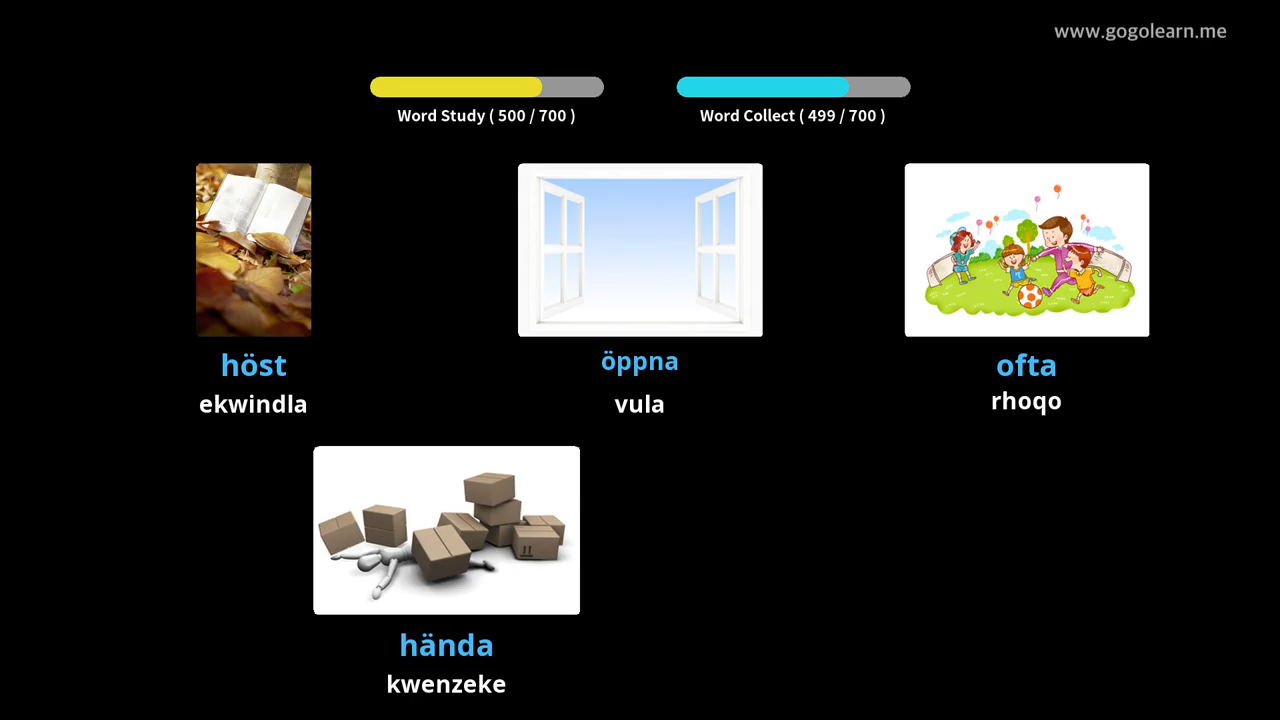 www.gogolearn.me
Word Study ( 500 / 700 )
Word Collect ( 499 / 700 )
höst
ekwindla
öppna
vula
ofta
rhoqo
hända
kwenzeke